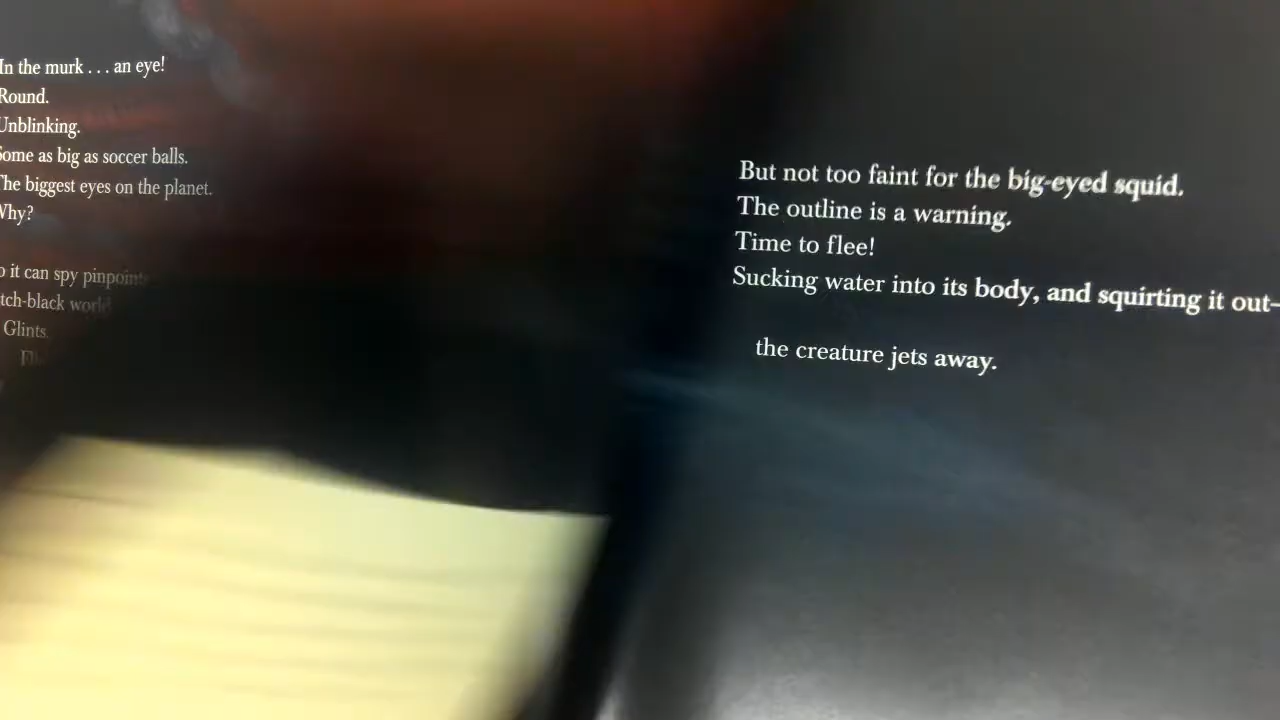 In the murk . . . an eye!
Round.
Unblinking.
Some as big as soccer balls.
The biggest eyes on the planet.
Why?
it can spy pinpoints
world
Glints.
But not too faint for the big-eyed squid.
The outline is a warning.
Time to flee!
Sucking water into its body, and squirting it out—
the creature jets away.